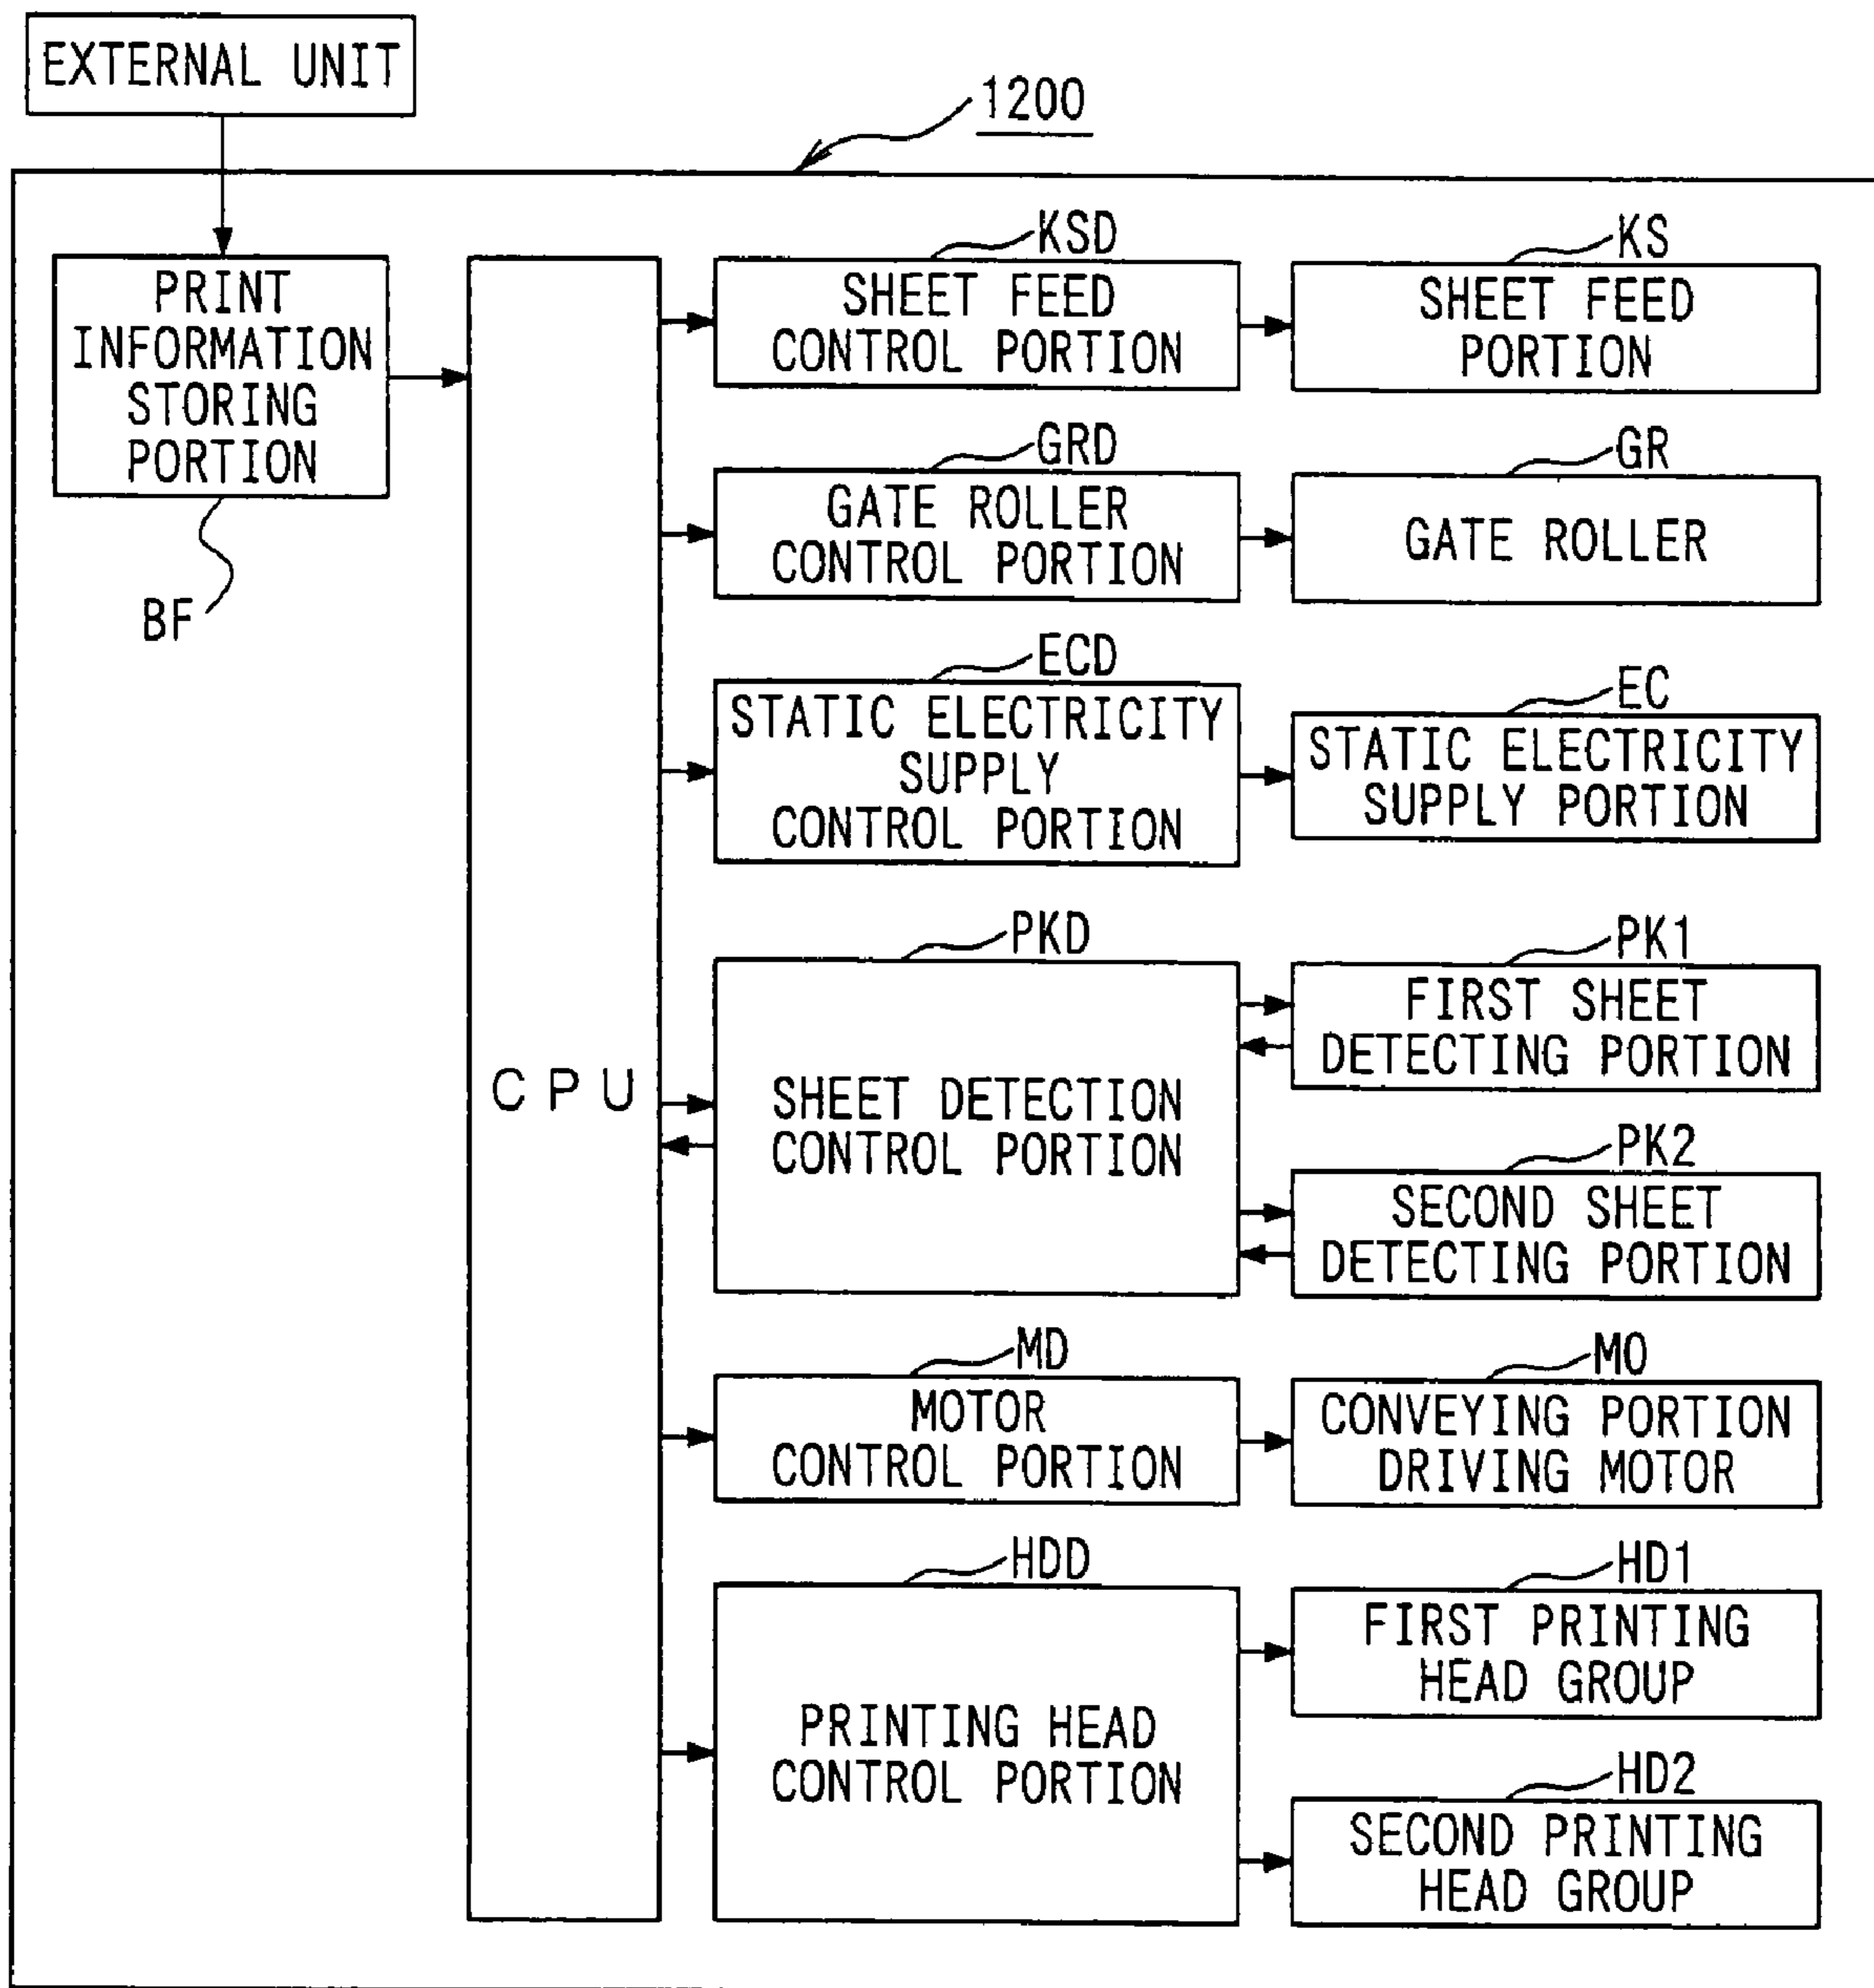 EXTERNAL UNIT
1200
PRINT
INFORMATION
STORING
PORTION
BF
CPU
KSD
SHEET FEED
CONTROL PORTION
KS
SHEET FEED
PORTION
GRD
GATE ROLLER
CONTROL PORTION
GR
GATE ROLLER
ECD
STATIC ELECTRICITY
SUPPLY
CONTROL PORTION
EC
STATIC ELECTRICITY
SUPPLY PORTION
PKD
SHEET DETECTION
CONTROL PORTION
PK1
FIRST SHEET
DETECTING PORTION
PK2
SECOND SHEET
DETECTING PORTION
MD
MOTOR
CONTROL PORTION
MO
CONVEYING PORTION
DRIVING MOTOR
HDD
PRINTING HEAD
CONTROL PORTION
HD1
FIRST PRINTING
HEAD GROUP
HD2
SECOND PRINTING
HEAD GROUP